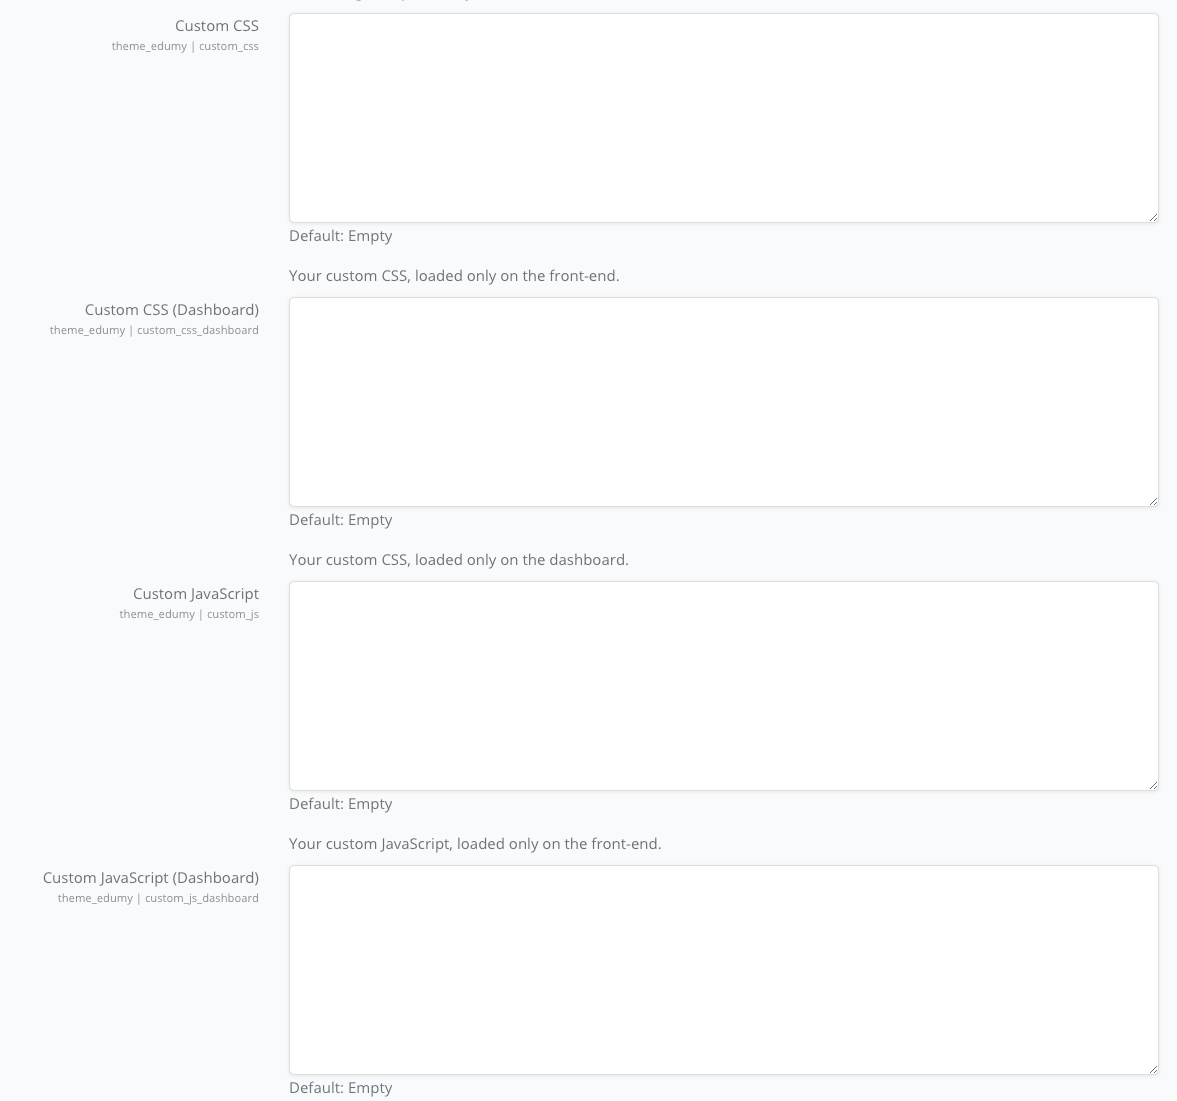 Custom CSS
theme_edumy | custom_css
Default: Empty
Your custom CSS, loaded only on the front-end.
Custom CSS (Dashboard)
theme_edumy | custom_css_dashboard
Default: Empty
Your custom CSS, loaded only on the dashboard.
Custom JavaScript
theme_edumy | custom_js
Default: Empty
Your custom JavaScript, loaded only on the front-end.
Custom JavaScript (Dashboard)
theme_edumy | custom_js_dashboard
Default: Empty